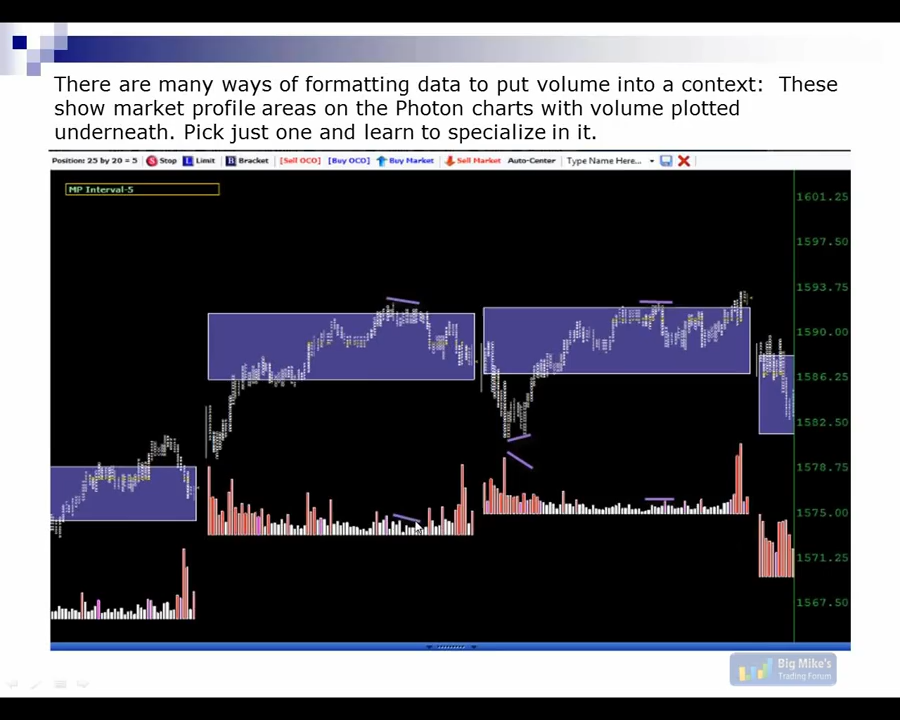 There are many ways of formatting data to put volume into a context:  These
show market profile areas on the Photon charts with volume plotted
underneath. Pick just one and learn to specialize in it.
Position: 25 by 20 = 5 Stop Limit Bracket [Sell OCO] [Buy OCO] Buy Market Sell Market Auto-Center Type Name Here...
MP Interval-5
1601.25
1597.50
1593.75
1590.00
1586.25
1582.50
1578.75
1575.00
1571.25
1567.50
Big Mike's
Trading Forum